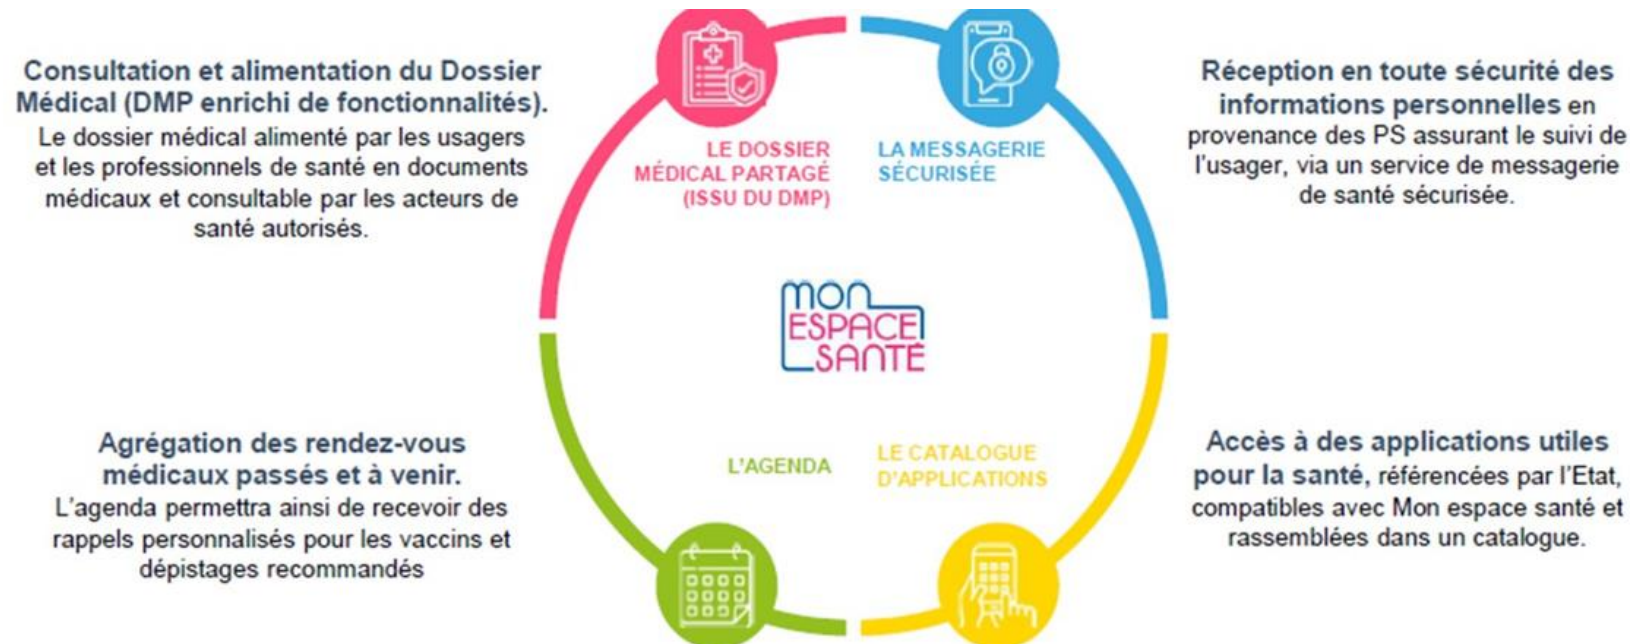 Consultation et alimentation du Dossier
Médical (DMP enrichi de fonctionnalités).
Le dossier médical alimenté par les usagers
et les professionnels de santé en documents
médicaux et consultable par les acteurs de
santé autorisés.
LE DOSSIER
MÉDICAL PARTAGÉ
(ISSU DU DMP)
LA MESSAGERIE
SÉCURISÉE
Réception en toute sécurité des
informations personnelles en
provenance des PS assurant le suivi de
l'usager, via un service de messagerie
de santé sécurisée.
mon
ESPACE
SANTÉ
Agrégation des rendez-vous
médicaux passés et à venir.
L'agenda permettra ainsi de recevoir des
rappels personnalisés pour les vaccins et
dépistages recommandés
L'AGENDA
LE CATALOGUE
D'APPLICATIONS
Accès à des applications utiles
pour la santé, référencées par l'Etat,
compatibles avec Mon espace santé et
rassemblées dans un catalogue.